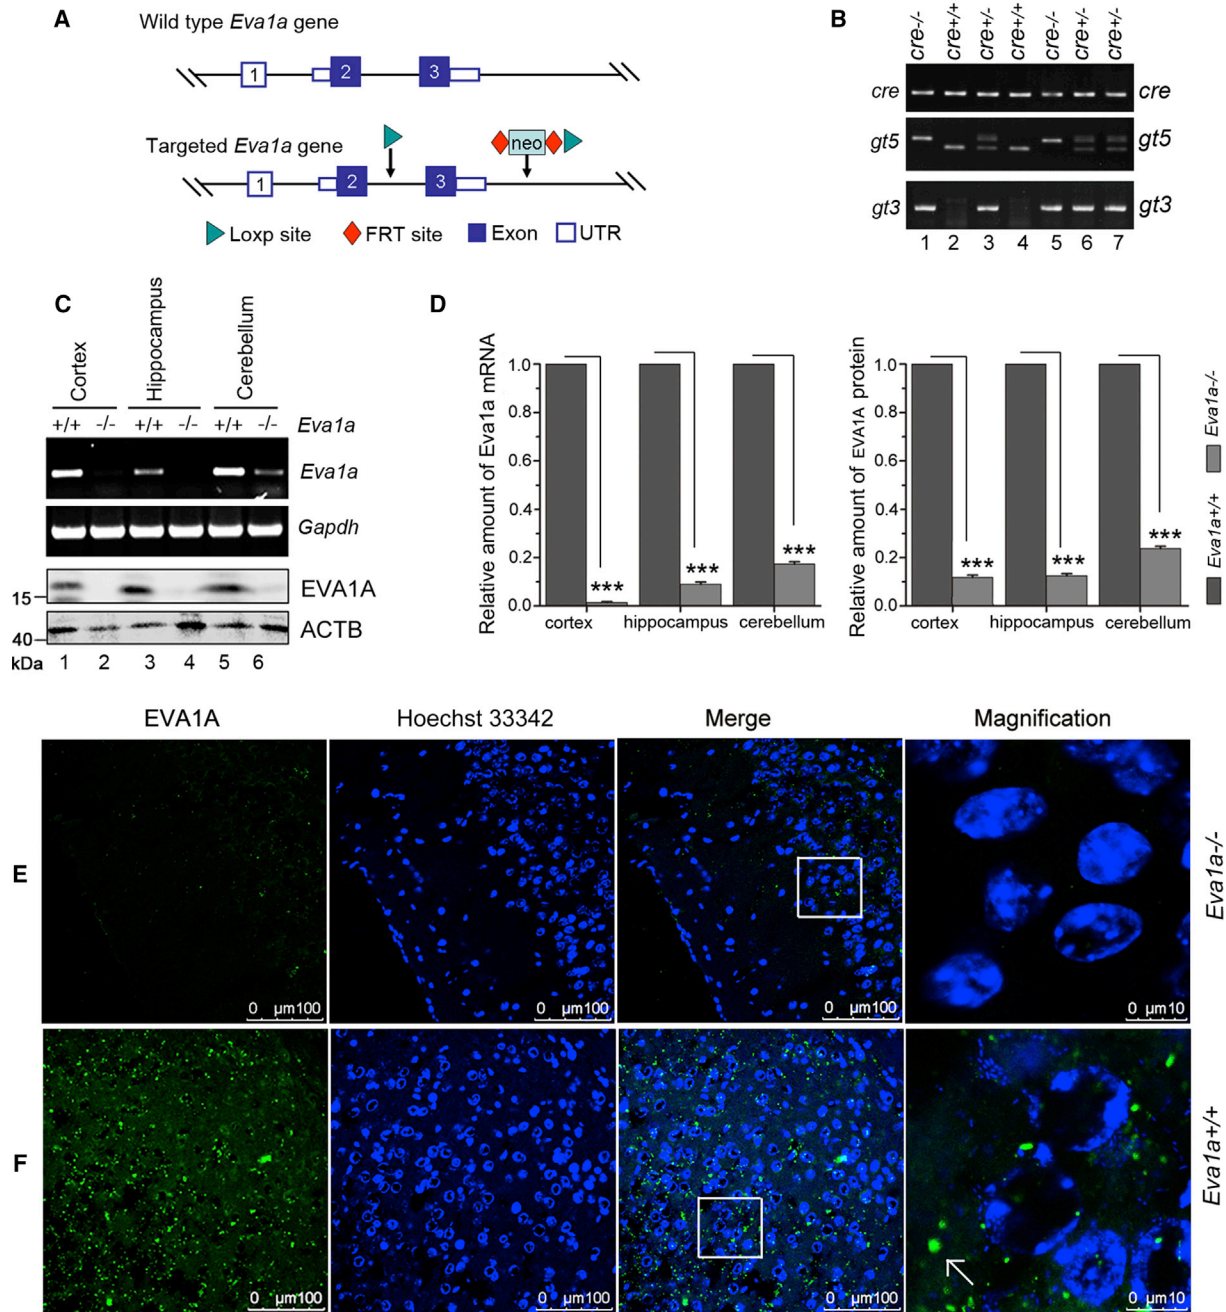 A
Wild type Eva1a gene
1 2 3
Targeted Eva1a gene
neo
1 2 3
Loxp site FRT site Exon UTR
B
cre-/- cre+/+ cre+/- cre+/+ cre-/- cre+/- cre+/-
cre cre
gt5 gt5
gt3 gt3
1 2 3 4 5 6 7
C
Cortex Hippocampus Cerebellum
+/+ -/- +/+ -/- +/+ -/- Eva1a
Eva1a
Gapdh
15 EVA1A
40 ACTB
kDa 1 2 3 4 5 6
D
Relative amount of Eva1a mRNA
1.0
0.8
0.6
0.4
0.2
0.0
*** *** ***
cortex hippocampus cerebellum
Relative amount of EVA1A protein
1.0
0.8
0.6
0.4
0.2
0.0
*** *** ***
cortex hippocampus cerebellum
Eva1a-/-
Eva1a+/+
EVA1A Hoechst 33342 Merge Magnification
E
0 µm100 0 µm100 0 µm100 0 µm10
Eva1a-/-
F
0 µm100 0 µm100 0 µm100 0 µm10
Eva1a+/+